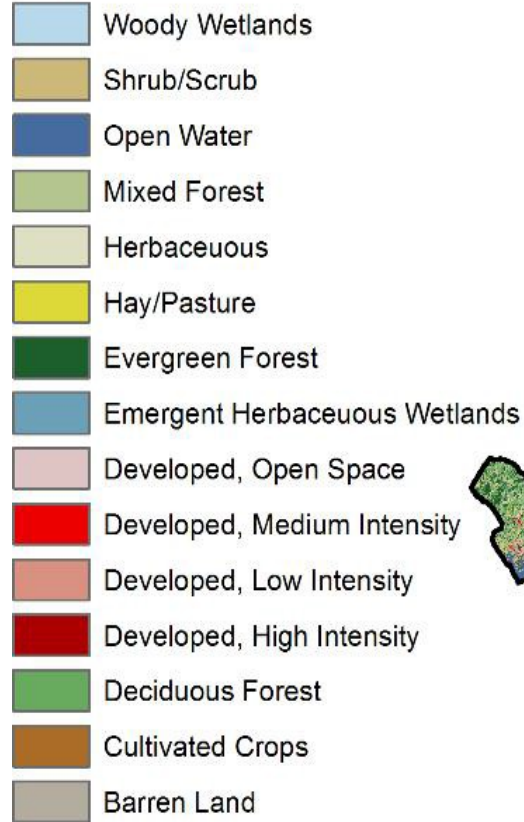 Woody Wetlands
Shrub/Scrub
Open Water
Mixed Forest
Herbaceuous
Hay/Pasture
Evergreen Forest
Emergent Herbaceuous Wetlands
Developed, Open Space
Developed, Medium Intensity
Developed, Low Intensity
Developed, High Intensity
Deciduous Forest
Cultivated Crops
Barren Land